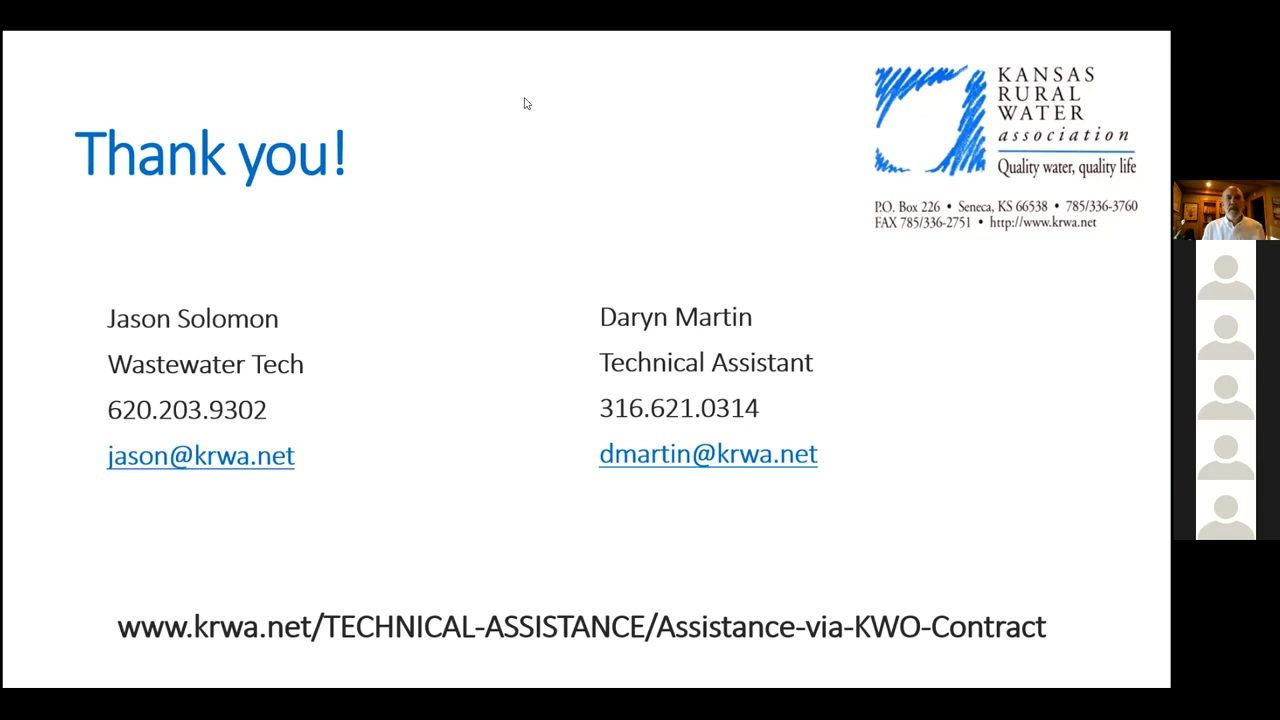 Thank you!
KANSAS
RURAL
WATER
association
Quality water, quality life
P.O. Box 226 • Seneca, KS 66538 • 785/336-3760
FAX 785/336-2751 • http://www.krwa.net
Jason Solomon
Wastewater Tech
620.203.9302
jason@krwa.net
Daryn Martin
Technical Assistant
316.621.0314
dmartin@krwa.net
www.krwa.net/TECHNICAL-ASSISTANCE/Assistance-via-KWO-Contract